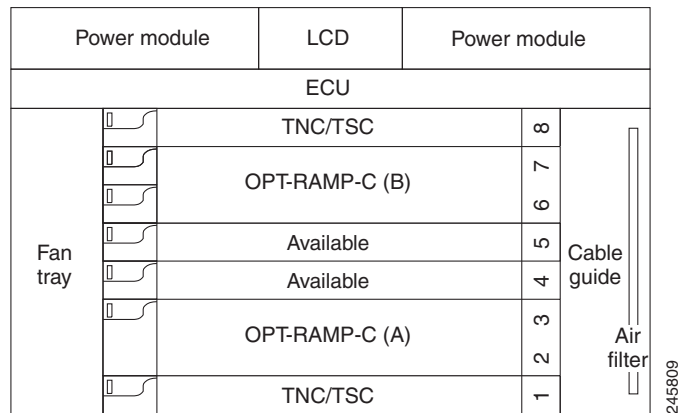 Power module
LCD
Power module
ECU
TNC/TSC
8
OPT-RAMP-C (B)
7
6
Available
5
Available
4
OPT-RAMP-C (A)
3
2
TNC/TSC
1
Fan
tray
Cable
guide
Air
filter
245809